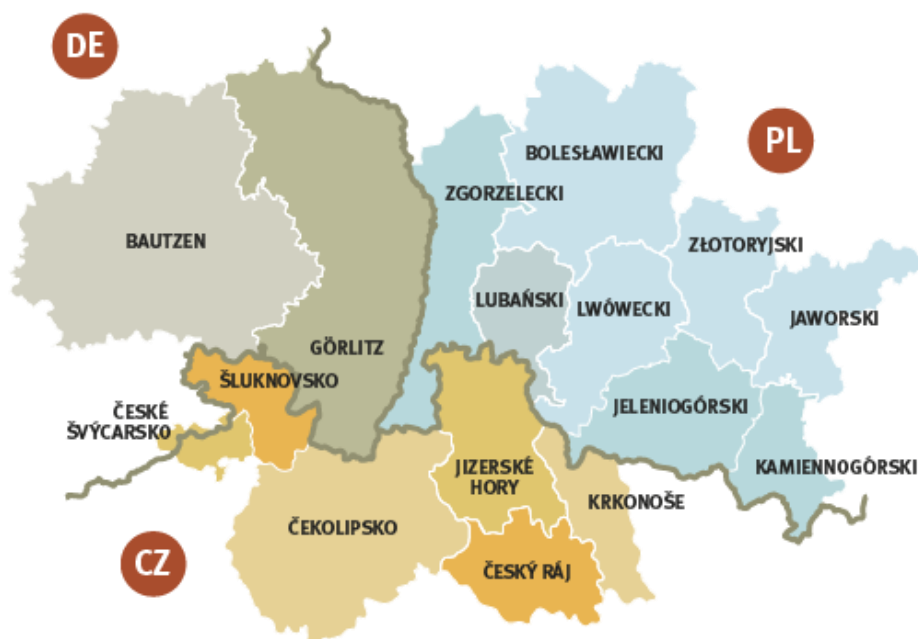 DE
PL
BOLESŁAWIECKI
ZGORZELECKI
BAUTZEN
ZŁOTORYJSKI
LUBAŃSKI
LWÓWECKI
JAWORSKI
GÖRLITZ
ŠLUKNOVSKO
ČESKÉ
ŠVÝCARSKO
JELENIOGÓRSKI
JIZERSKÉ
HORY
KAMIENNOGÓRSKI
KRKONOŠE
ČEKOLIPSKO
CZ
ČESKÝ RÁJ